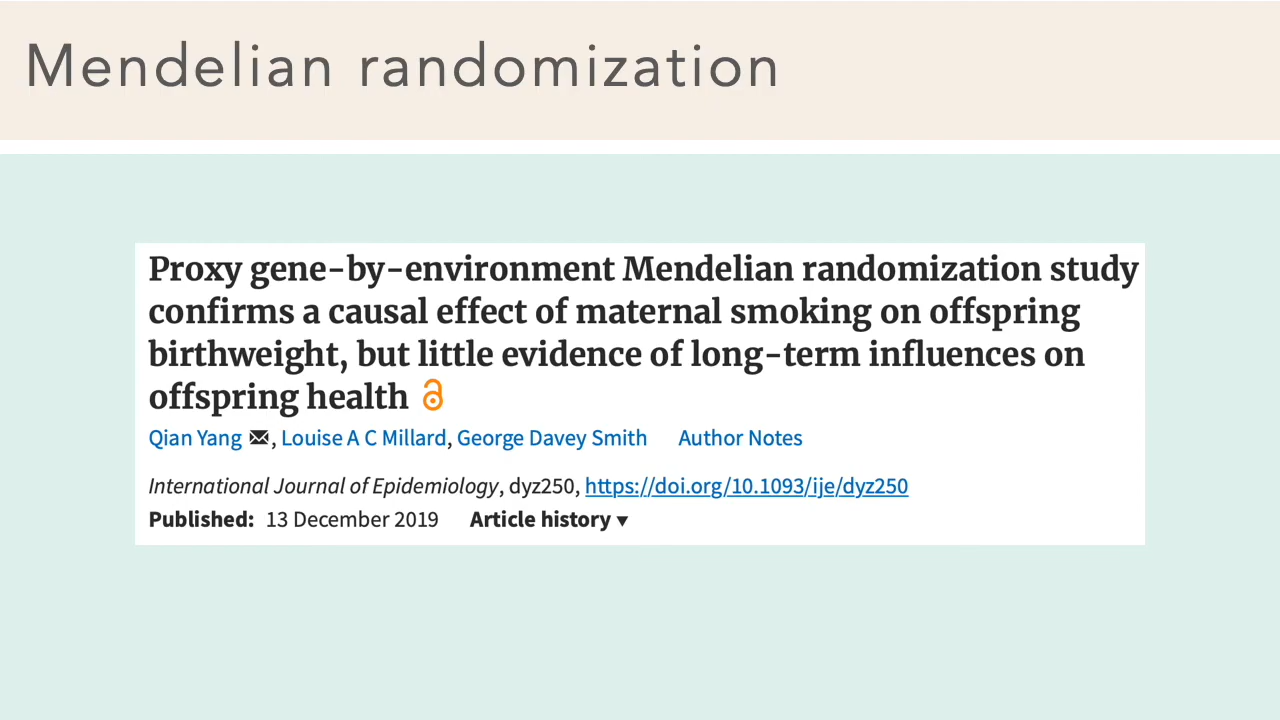 Mendelian randomization
Proxy gene-by-environment Mendelian randomization study
confirms a causal effect of maternal smoking on offspring
birthweight, but little evidence of long-term influences on
offspring health
Qian Yang, Louise A C Millard, George Davey Smith Author Notes
International Journal of Epidemiology, dyz250, https://doi.org/10.1093/ije/dyz250
Published: 13 December 2019 Article history ▼